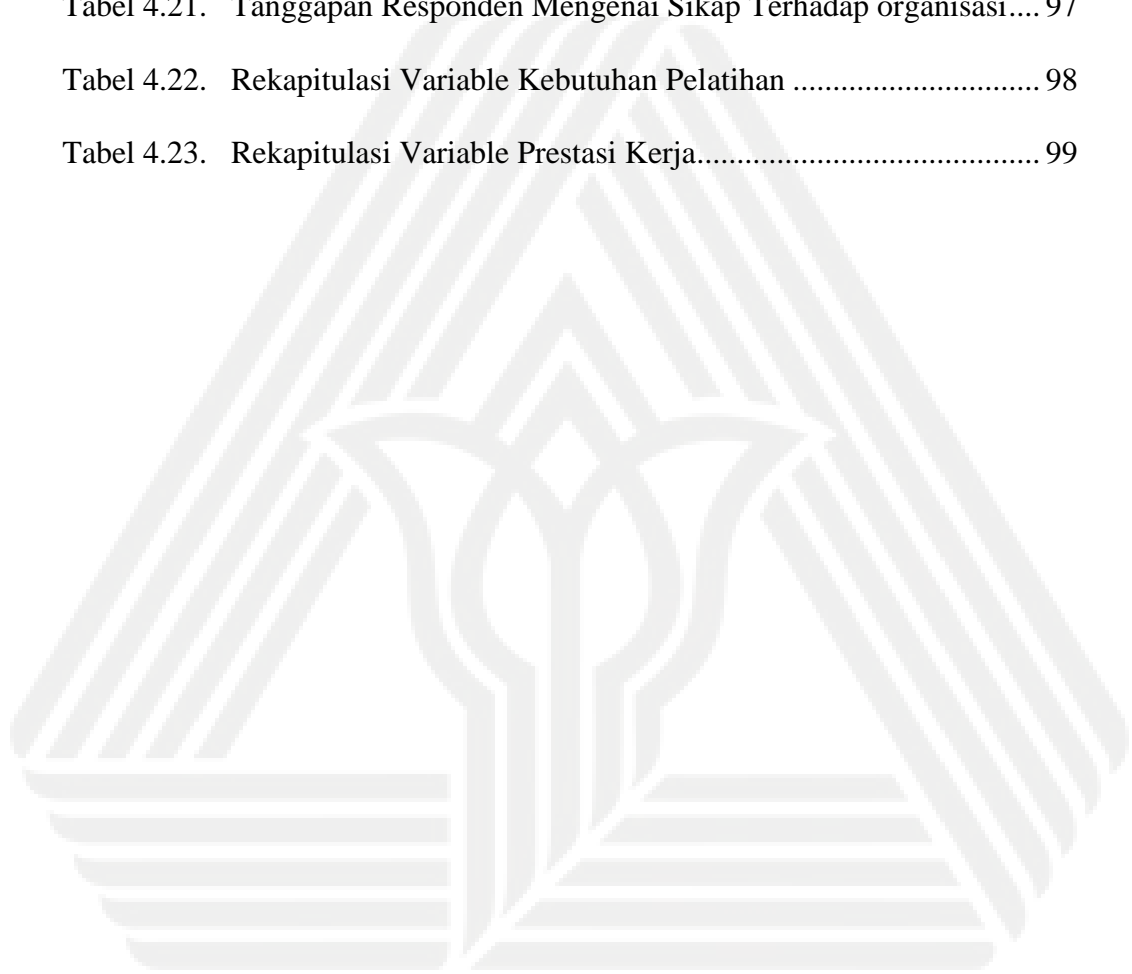 Tabel 4.21. Tanggapan Responden Mengenai Sikap Terhadap organisasi.... 97
Tabel 4.22. Rekapitulasi Variable Kebutuhan Pelatihan ............................... 98
Tabel 4.23. Rekapitulasi Variable Prestasi Kerja........................................... 99